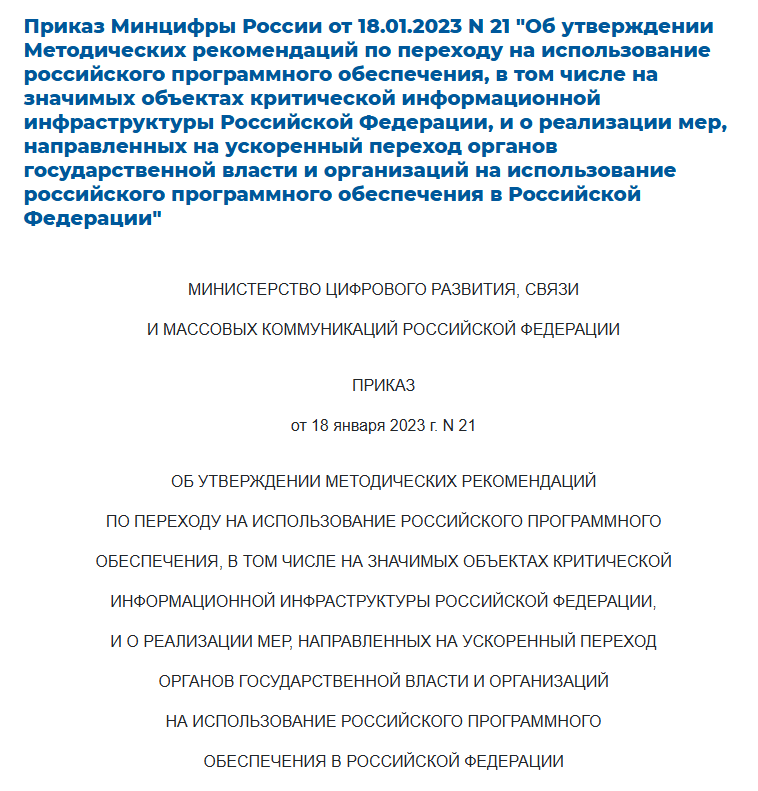 Приказ Минцифры России от 18.01.2023 N 21 "Об утверждении
Методических рекомендаций по переходу на использование
российского программного обеспечения, в том числе на
значимых объектах критической информационной
инфраструктуры Российской Федерации, и о реализации мер,
направленных на ускоренный переход органов
государственной власти и организаций на использование
российского программного обеспечения в Российской
Федерации"
МИНИСТЕРСТВО ЦИФРОВОГО РАЗВИТИЯ, СВЯЗИ
И МАССОВЫХ КОММУНИКАЦИЙ РОССИЙСКОЙ ФЕДЕРАЦИИ
ПРИКАЗ
от 18 января 2023 г. N 21
ОБ УТВЕРЖДЕНИИ МЕТОДИЧЕСКИХ РЕКОМЕНДАЦИЙ
ПО ПЕРЕХОДУ НА ИСПОЛЬЗОВАНИЕ РОССИЙСКОГО ПРОГРАММНОГО
ОБЕСПЕЧЕНИЯ, В ТОМ ЧИСЛЕ НА ЗНАЧИМЫХ ОБЪЕКТАХ КРИТИЧЕСКОЙ
ИНФОРМАЦИОННОЙ ИНФРАСТРУКТУРЫ РОССИЙСКОЙ ФЕДЕРАЦИИ,
И О РЕАЛИЗАЦИИ МЕР, НАПРАВЛЕННЫХ НА УСКОРЕННЫЙ ПЕРЕХОД
ОРГАНОВ ГОСУДАРСТВЕННОЙ ВЛАСТИ И ОРГАНИЗАЦИЙ
НА ИСПОЛЬЗОВАНИЕ РОССИЙСКОГО ПРОГРАММНОГО
ОБЕСПЕЧЕНИЯ В РОССИЙСКОЙ ФЕДЕРАЦИИ